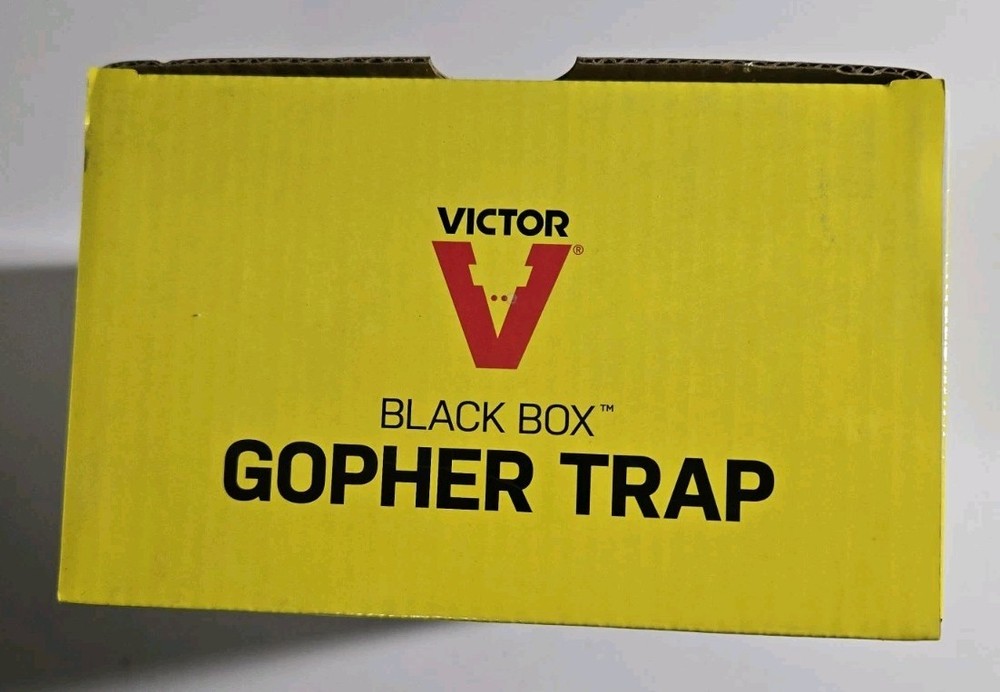 VICTOR
V®
BLACK BOX™
GOPHER TRAP